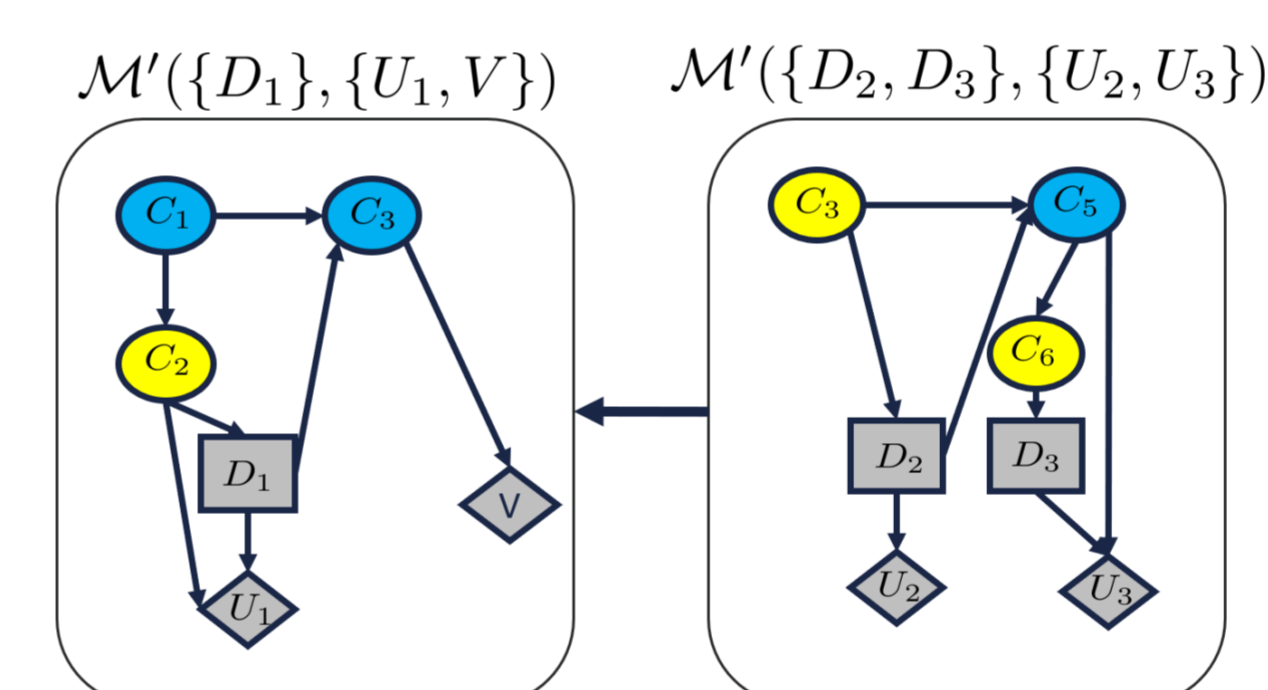 M′({D₁}, {U₁, V})
M′({D₂, D₃}, {U₂, U₃})
C₁
C₃
C₂
D₁
V
U₁
C₃
C₅
C₆
D₂
D₃
U₂
U₃